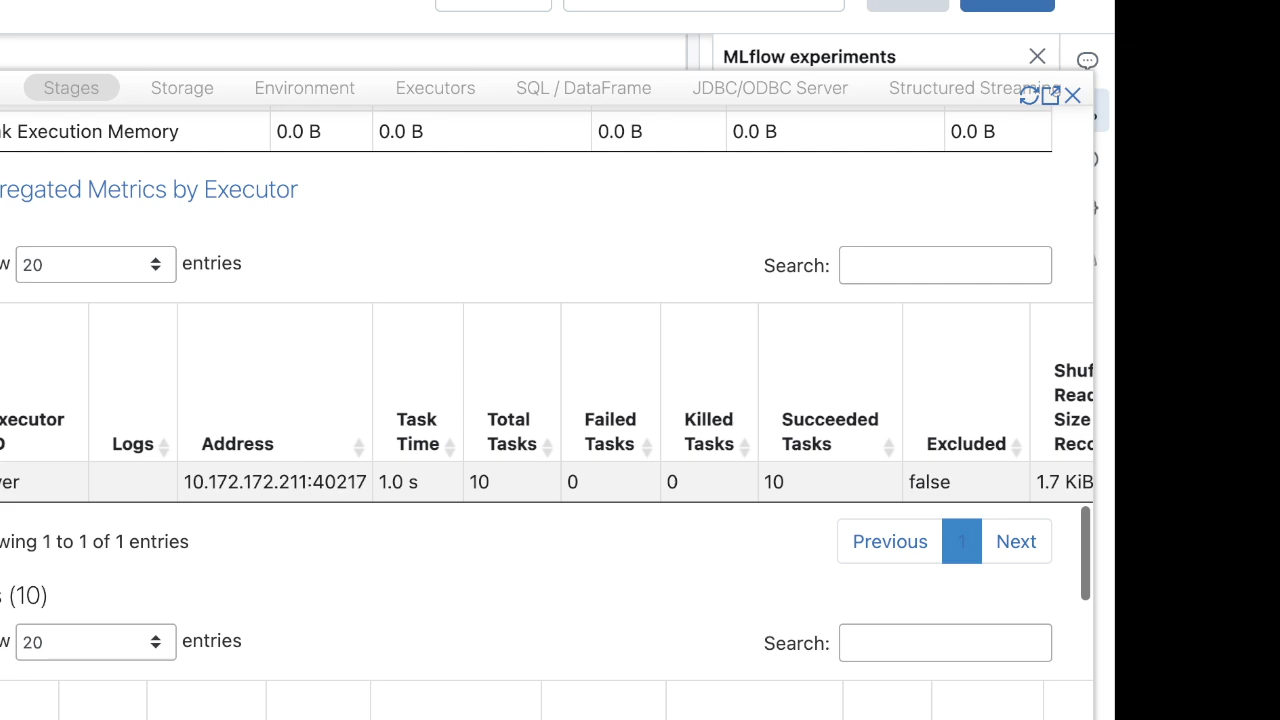 MLflow experiments
Stages Storage Environment Executors SQL / DataFrame JDBC/ODBC Server Structured Streaming
k Execution Memory 0.0 B 0.0 B 0.0 B 0.0 B 0.0 B
regated Metrics by Executor
w 20 entries Search:
xecutor
D Logs Address Task Time Total Tasks Failed Tasks Killed Tasks Succeeded Tasks Excluded Shuf Read Size Reco
ver 10.172.172.211:40217 1.0 s 10 0 0 10 false 1.7 KiB
wing 1 to 1 of 1 entries Previous 1 Next
s (10)
w 20 entries Search: